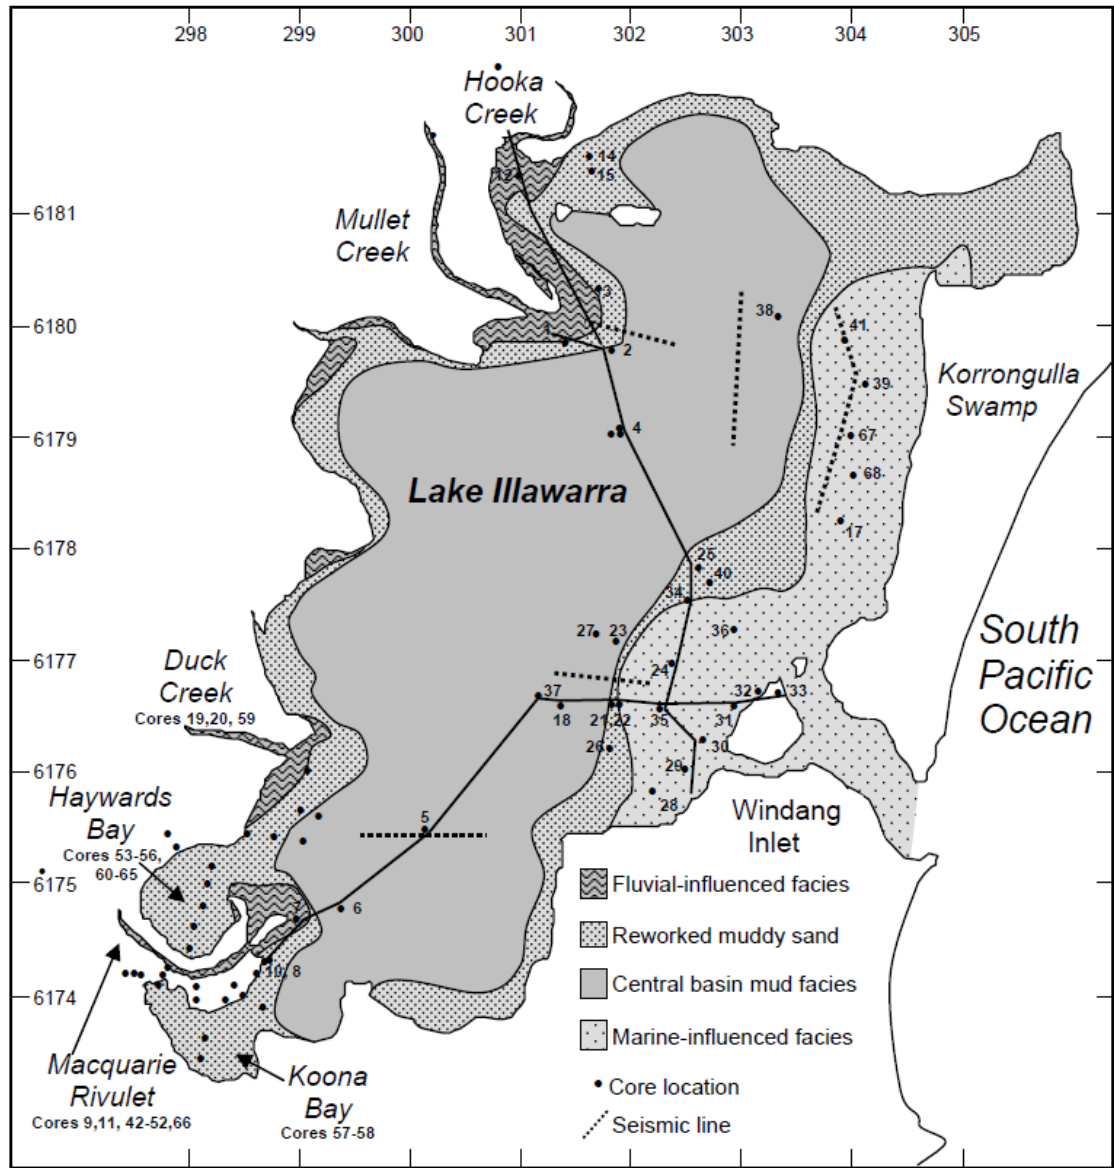 298 299 300 301 302 303 304 305
Hooka
Creek
14
12 15
6181
Mullet
Creek
3
38
6180
1
41
2
Korrongulla
39
Swamp
4
6179
67
Lake Illawarra
68
17
6178
25
40
34
27 23 36
South
Pacific
Ocean
6177
24
Duck
Creek
Cores 19,20, 59
37
32 33
18 21,22 35 31
26 30
29
6176
28
Haywards
Bay
Cores 53-56,
60-65
5
Windang
Inlet
6175
Fluvial-influenced facies
7 6
Reworked muddy sand
10, 8
6174
Central basin mud facies
Marine-influenced facies
Macquarie
Rivulet
Cores 9,11, 42-52,66
Koona
Bay
Cores 57-58
Core location
Seismic line